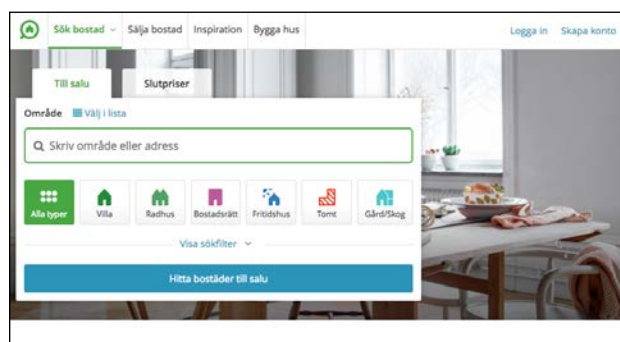 Sök bostad Sälja bostad Inspiration Bygga hus Logga in Skapa konto
Till salu Slutpriser
Område Välj i lista
Skriv område eller adress
Alla typer Villa Radhus Bostadsrätt Fritidshus Tomt Gård/Skog
Visa sökfilter
Hitta bostäder till salu